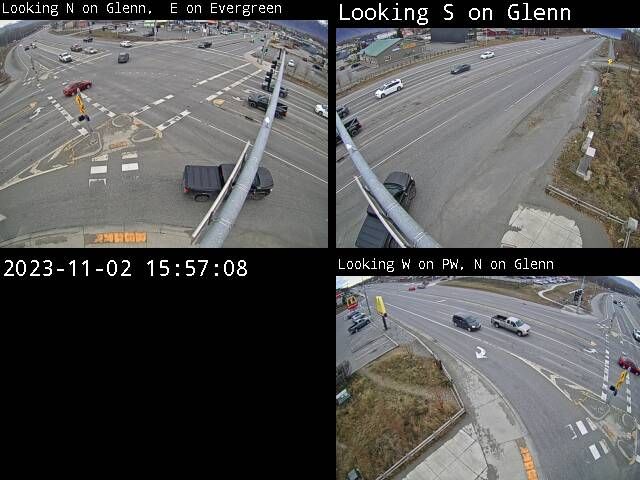 Looking N on Glenn, E on Evergreen
Looking S on Glenn
2023-11-02 15:57:08
Looking W on PW, N on Glenn